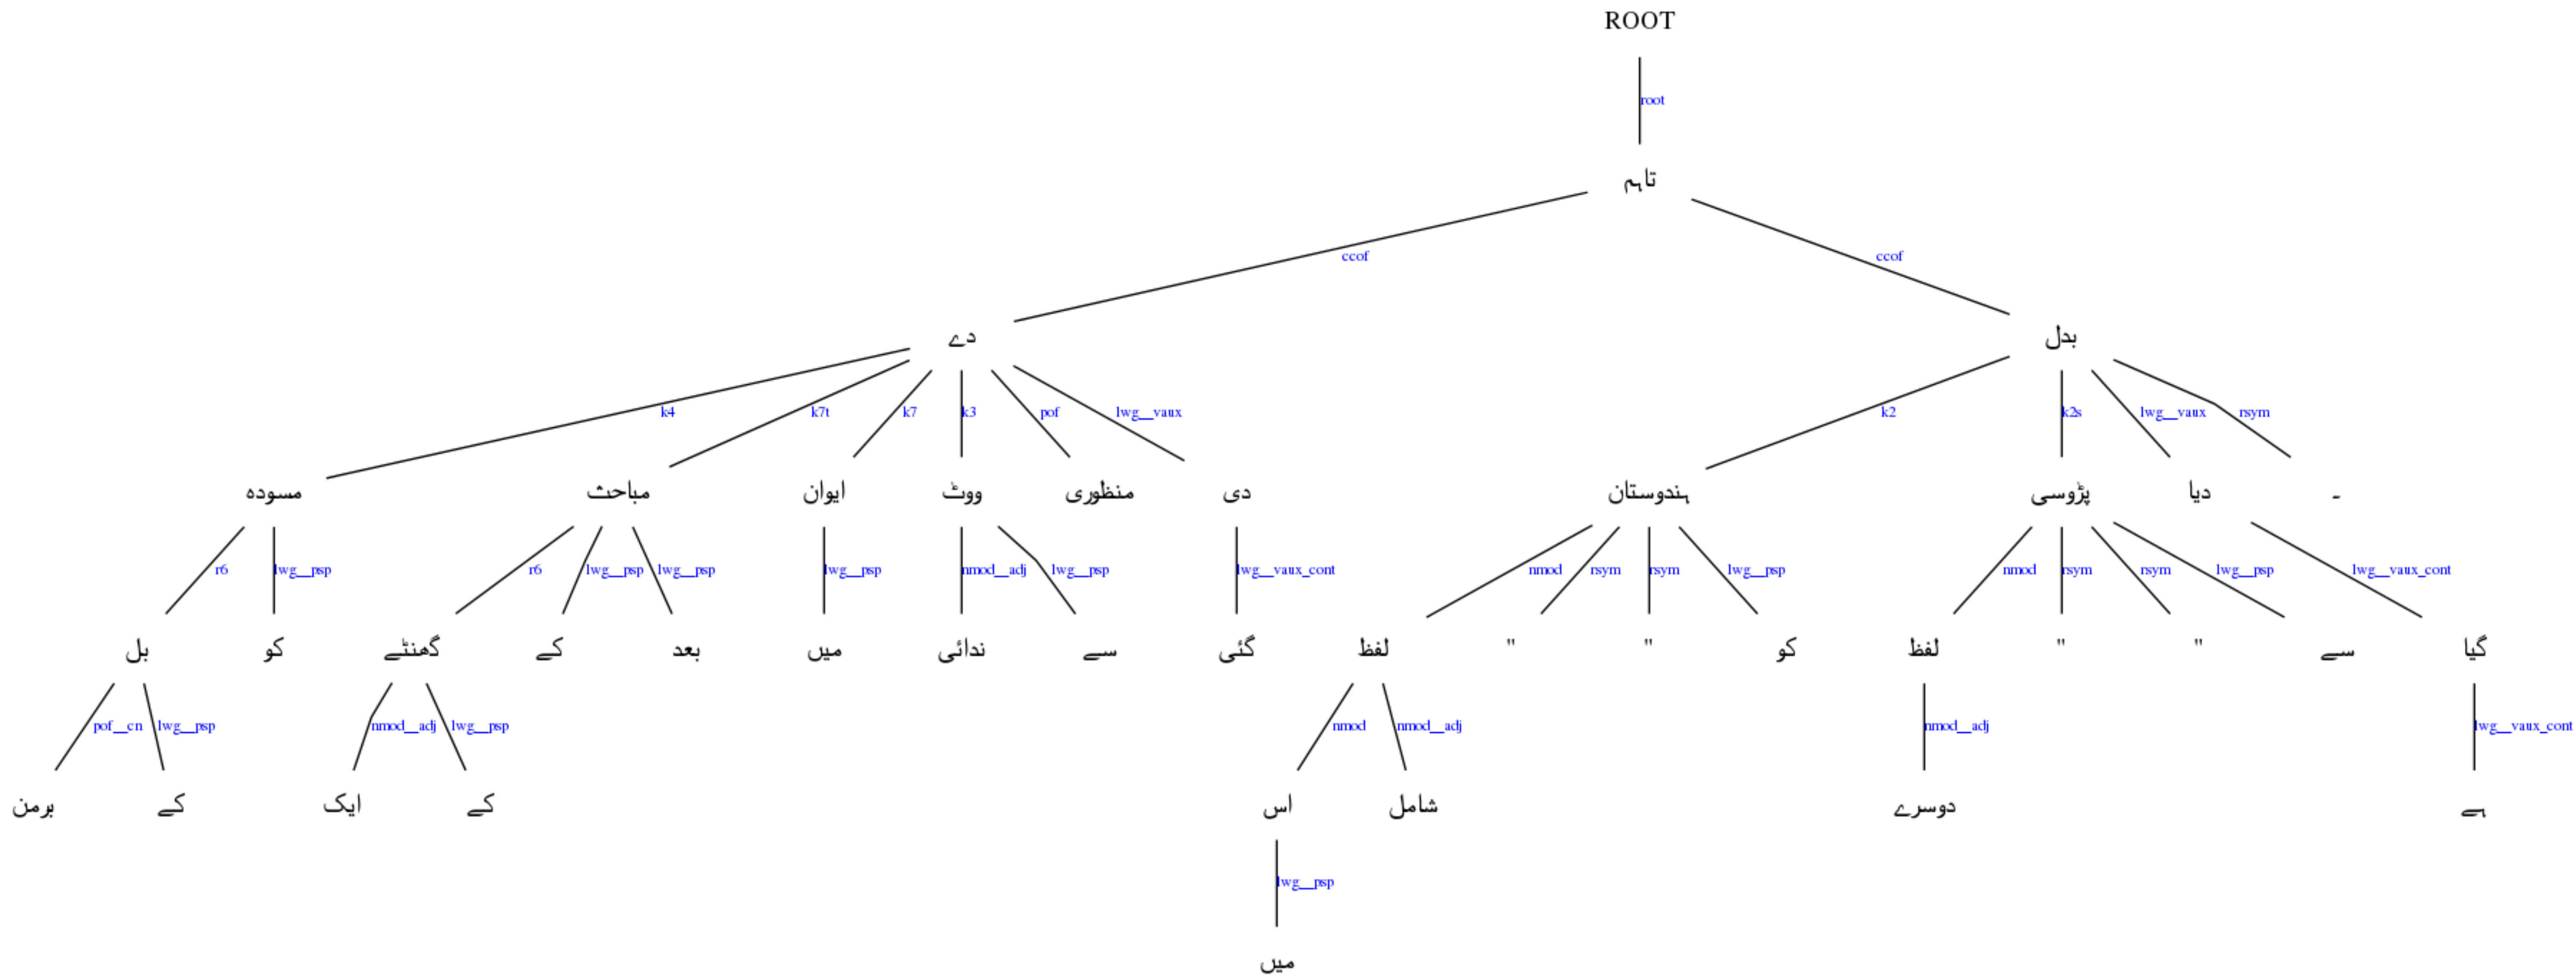 ROOT
root
تاہم
ccof ccof
دے بدل
k4 k7t k7 k3 pof lwg__vaux k2 k2s lwg__vaux rsym
مسودہ مباحث ایوان ووٹ منظوری دی ہندوستان پڑوسی دیا ۔
r6 lwg__psp r6 lwg__psp lwg__psp lwg__psp nmod__adj lwg__psp lwg__vaux_cont nmod rsym rsym lwg__psp nmod rsym rsym lwg__psp lwg__vaux_cont
بل کو گھنٹے کے بعد میں ندائی سے گئی لفظ " " کو لفظ " " سے گیا
pof__cn lwg__psp nmod__adj lwg__psp nmod nmod__adj nmod__adj lwg__vaux_cont
برمن کے ایک کے اس شامل دوسرے ہے
lwg__psp
میں